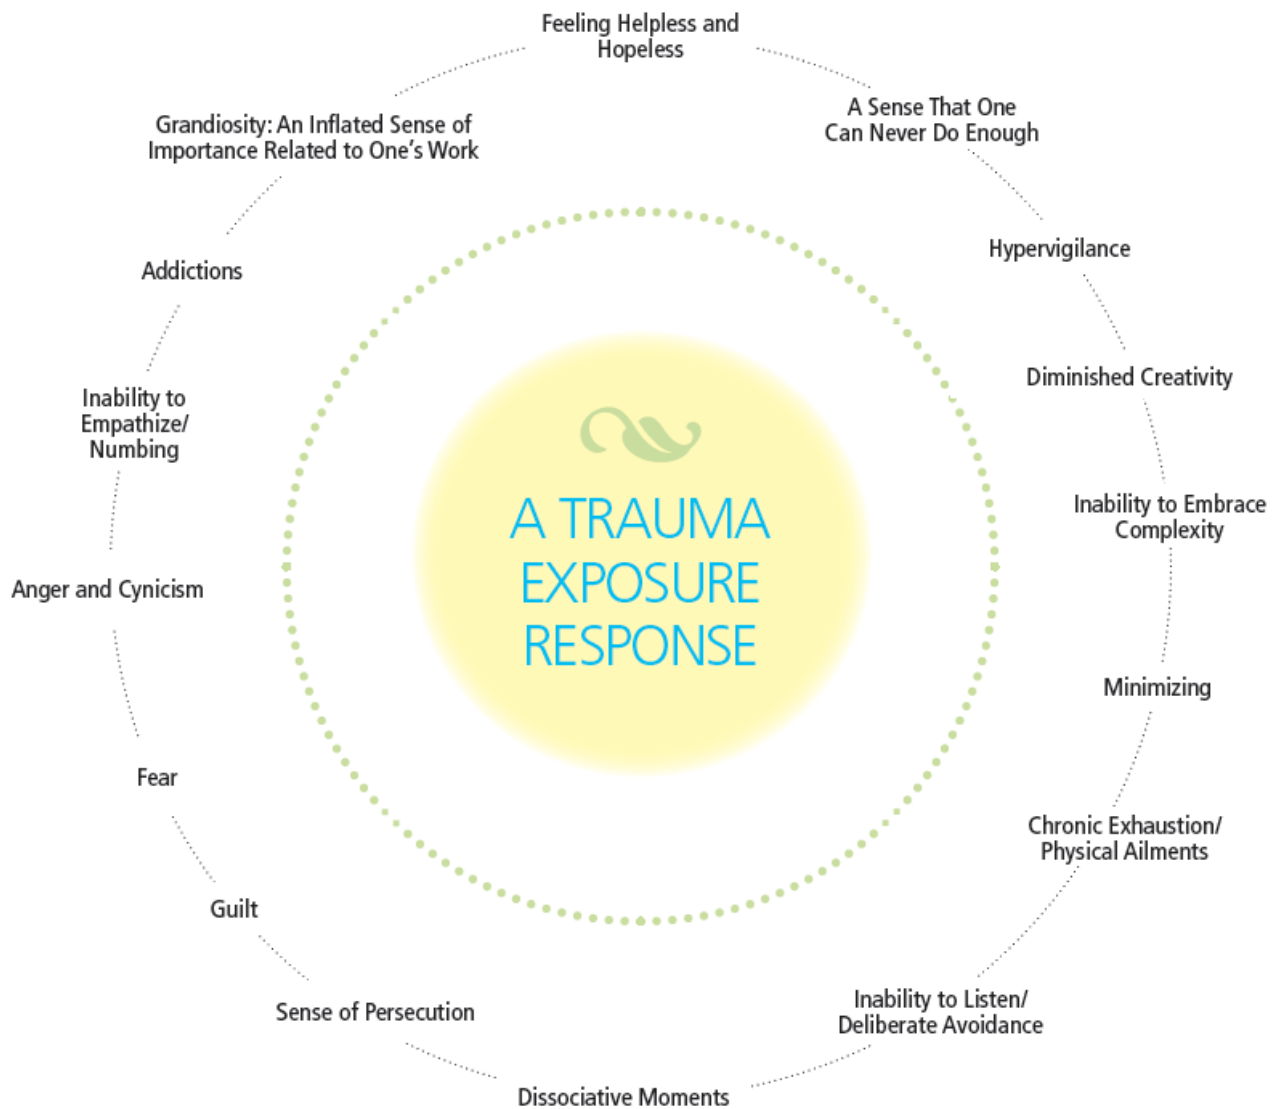 Feeling Helpless and
Hopeless
A Sense That One
Can Never Do Enough
Hypervigilance
Diminished Creativity
Inability to Embrace
Complexity
Minimizing
Chronic Exhaustion/
Physical Ailments
Inability to Listen/
Deliberate Avoidance
Dissociative Moments
Sense of Persecution
Guilt
Fear
Anger and Cynicism
Inability to
Empathize/
Numbing
Addictions
Grandiosity: An Inflated Sense of
Importance Related to One's Work
A TRAUMA
EXPOSURE
RESPONSE